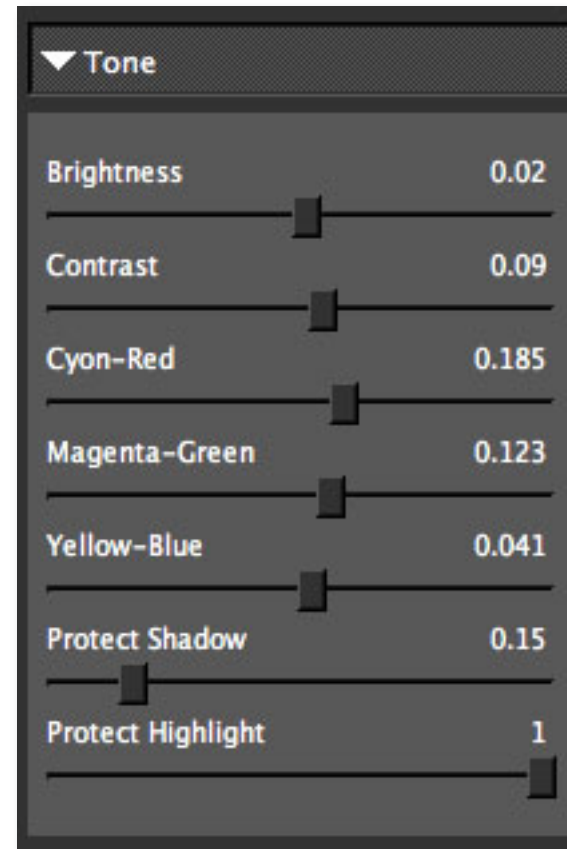 Tone
Brightness 0.02
Contrast 0.09
Cyon-Red 0.185
Magenta-Green 0.123
Yellow-Blue 0.041
Protect Shadow 0.15
Protect Highlight 1